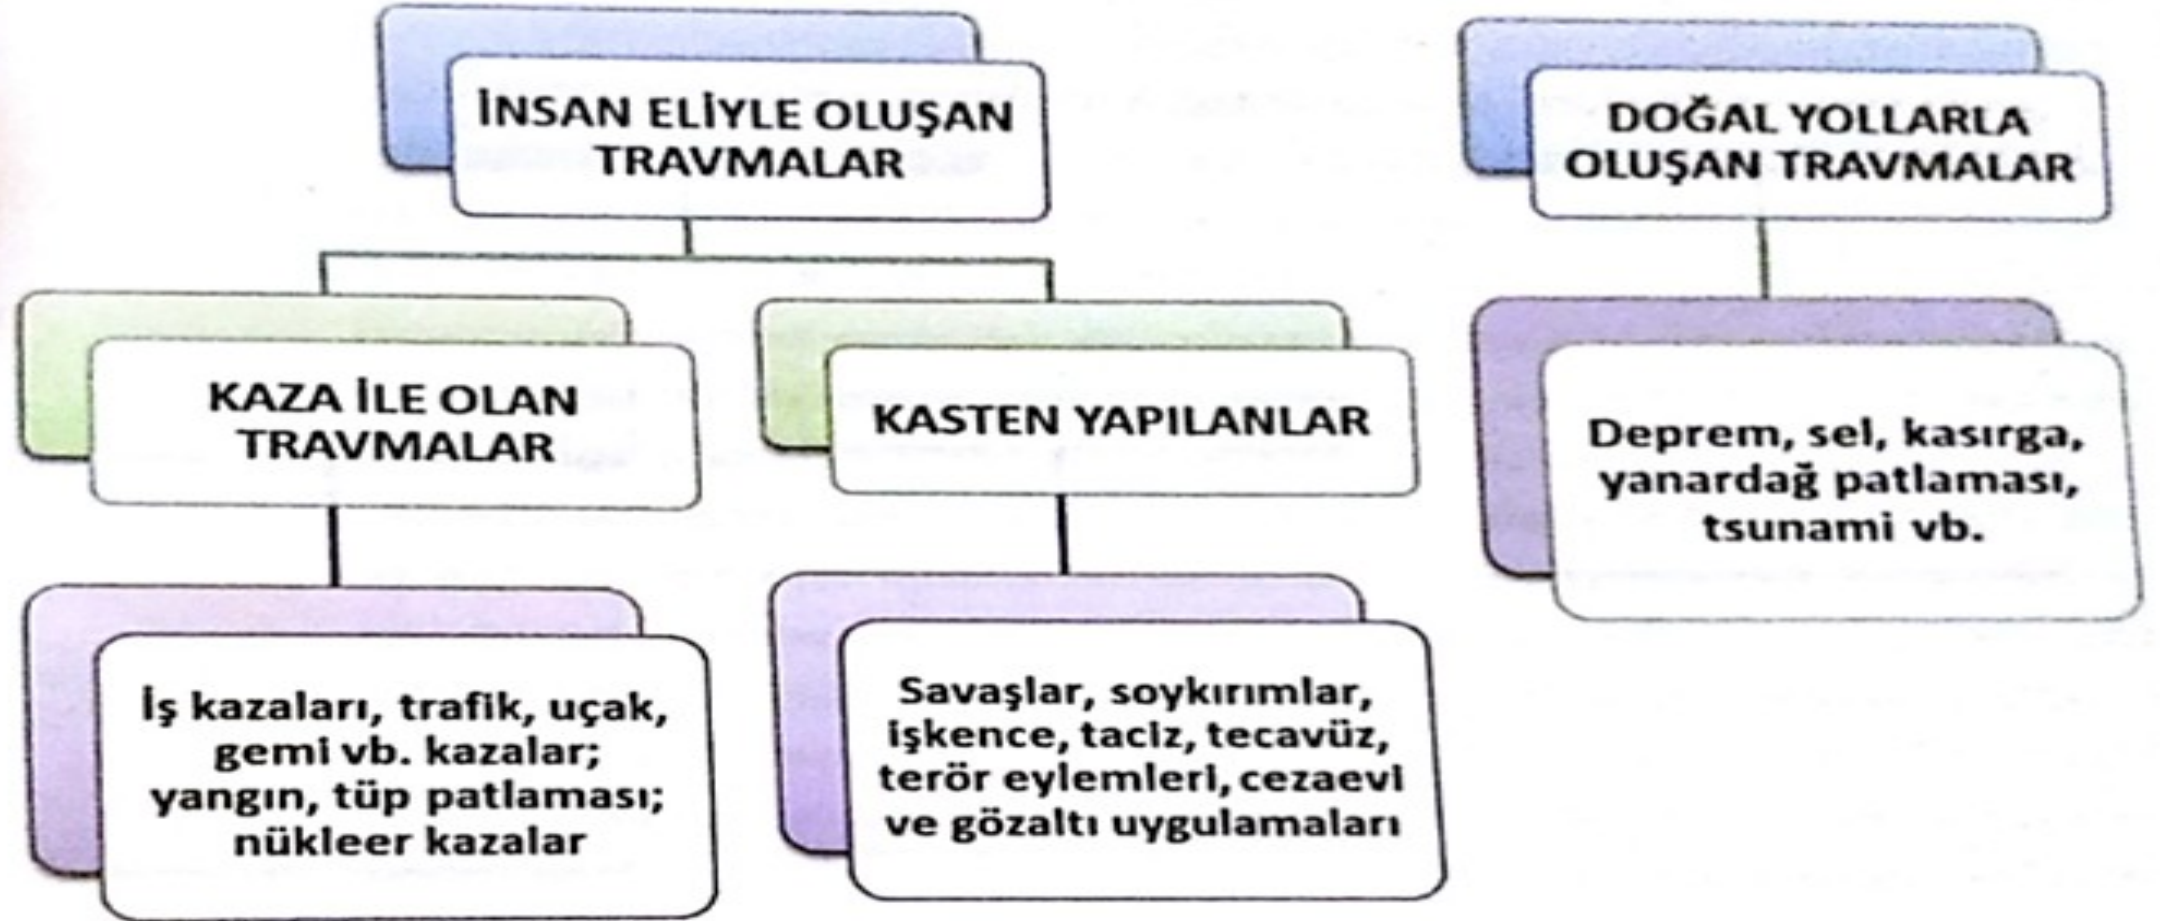 İNSAN ELİYLE OLUŞAN
TRAVMALAR
DOĞAL YOLLARLA
OLUŞAN TRAVMALAR
KAZA İLE OLAN
TRAVMALAR
KASTEN YAPILANLAR
Deprem, sel, kasırga,
yanardağ patlaması,
tsunami vb.
İş kazaları, trafik, uçak,
gemi vb. kazalar;
yangın, tüp patlaması;
nükleer kazalar
Savaşlar, soykırımlar,
işkence, taciz, tecavüz,
terör eylemleri, cezaevi
ve gözaltı uygulamaları